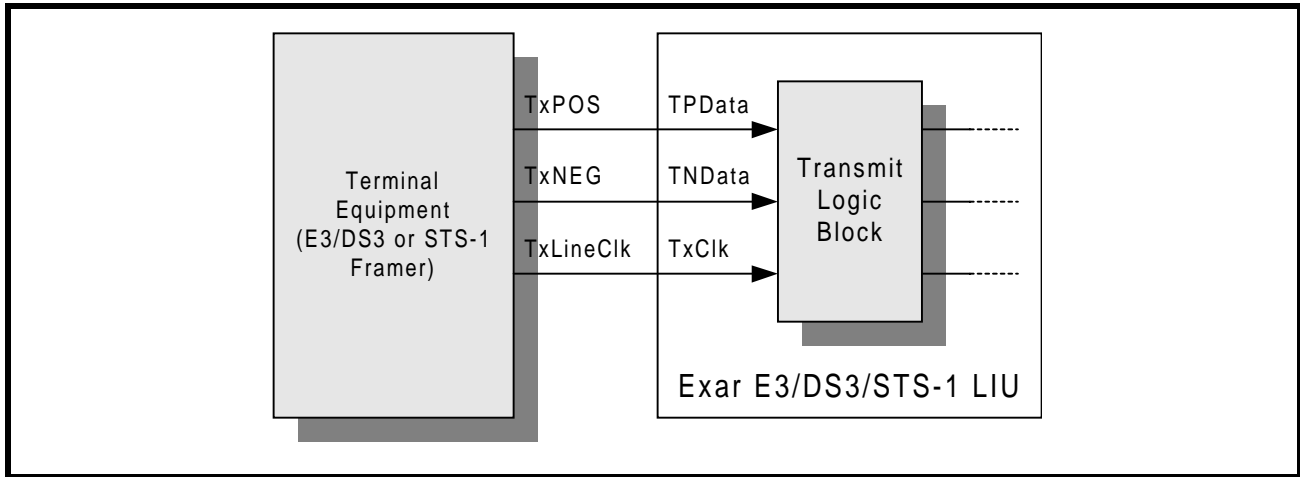 Terminal
Equipment
(E3/DS3 or STS-1
Framer)
TxPOS
TPData
TxNEG
TNData
TxLineClk
TxClk
Transmit
Logic
Block
Exar E3/DS3/STS-1 LIU